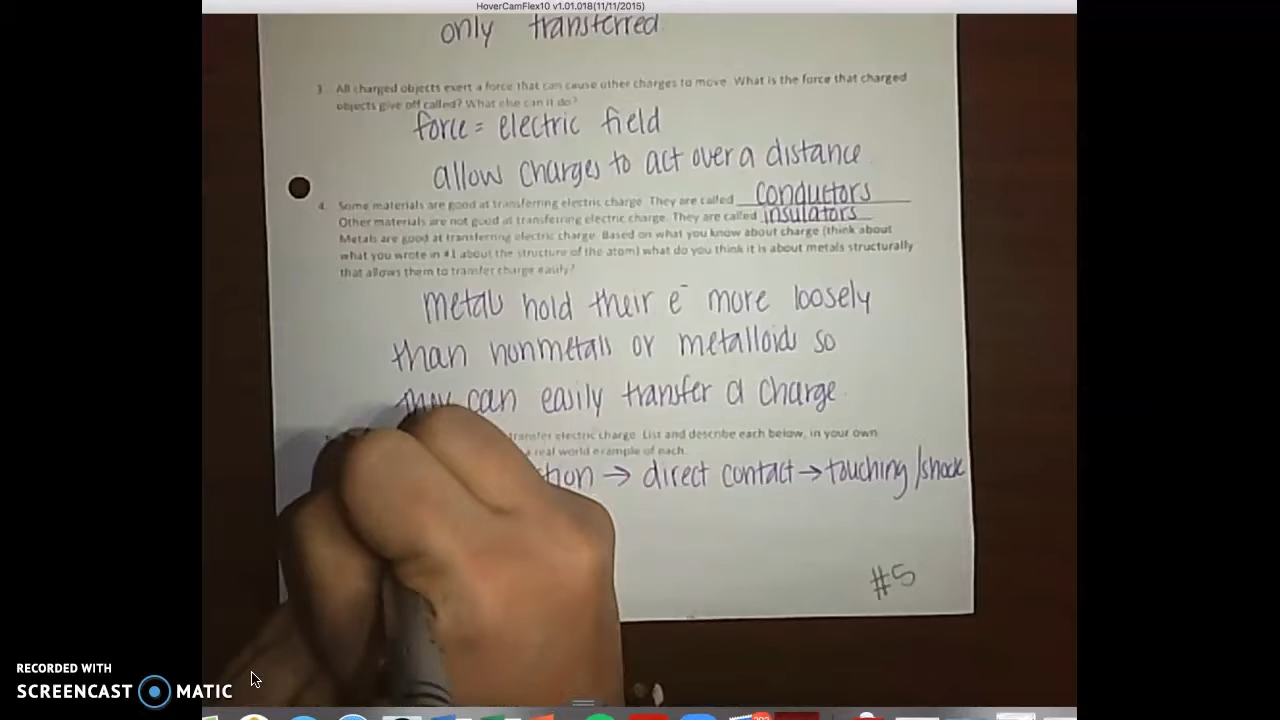 HoverCamFlex10 v1.01.018(11/11/2015)
only transferred.
3. All charged objects exert a force that can cause other charges to move. What is the force that charged
objects give off called? What else can it do?
force = electric field
allow charges to act over a distance.
4. Some materials are good at transferring electric charge. They are called conductors
Other materials are not good at transferring electric charge. They are called insulators
Metals are good at transferring electric charge. Based on what you know about charge (think about
what you wrote in #1 about the structure of the atom) what do you think it is about metals structurally
that allows them to transfer charge easily?
metals hold their e⁻ more loosely
than nonmetals or metalloids so
they can easily transfer a charge.
transfer electric charge. List and describe each below, in your own
a real world example of each.
→ direct contact → touching/shock
#5
RECORDED WITH
SCREENCAST MATIC